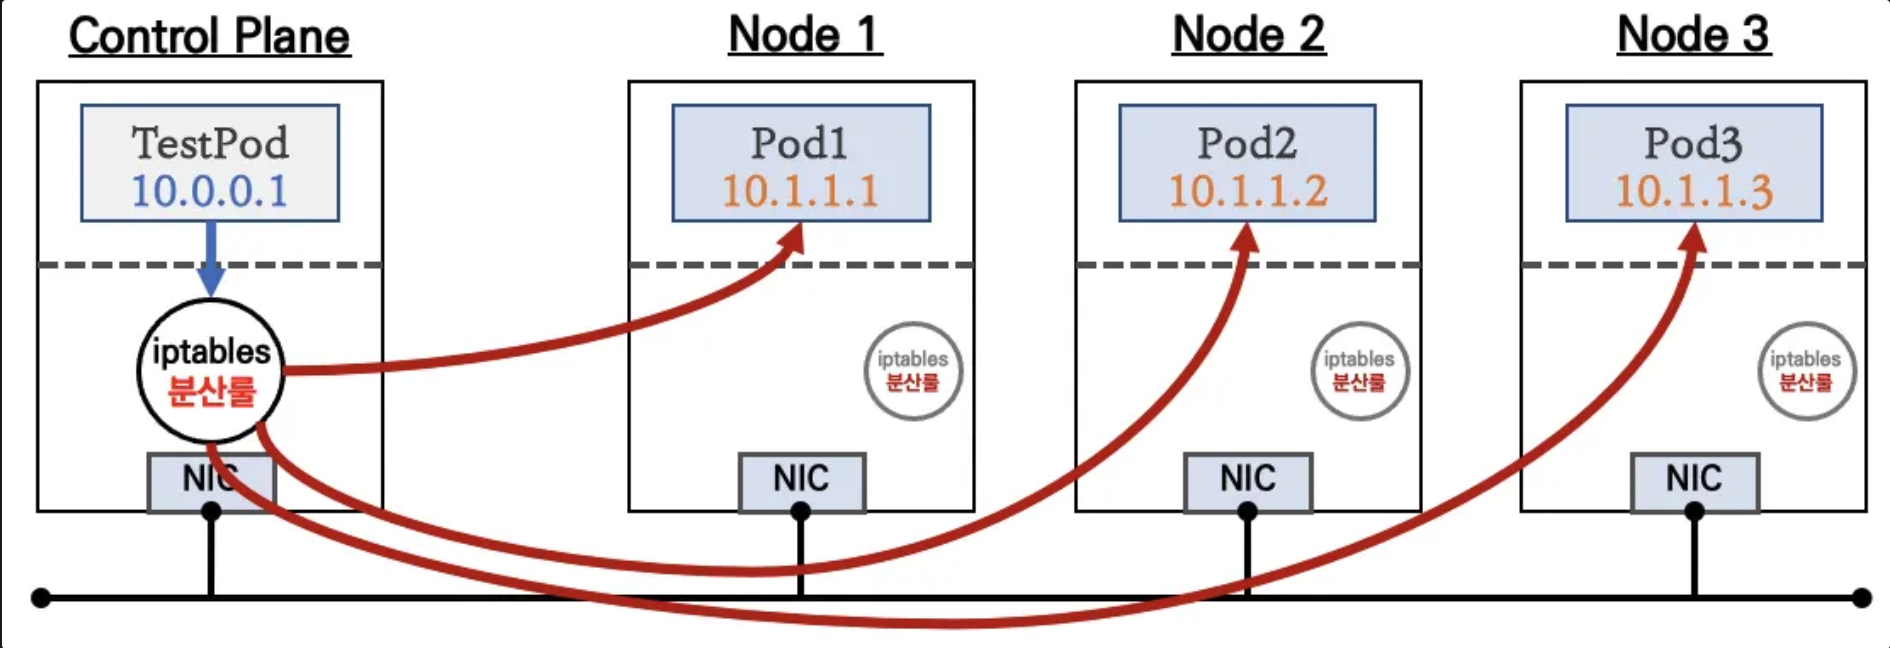 Control Plane
Node 1
Node 2
Node 3
TestPod
10.0.0.1
Pod1
10.1.1.1
Pod2
10.1.1.2
Pod3
10.1.1.3
iptables
분산룰
iptables
분산룰
iptables
분산룰
iptables
분산룰
NIC
NIC
NIC
NIC